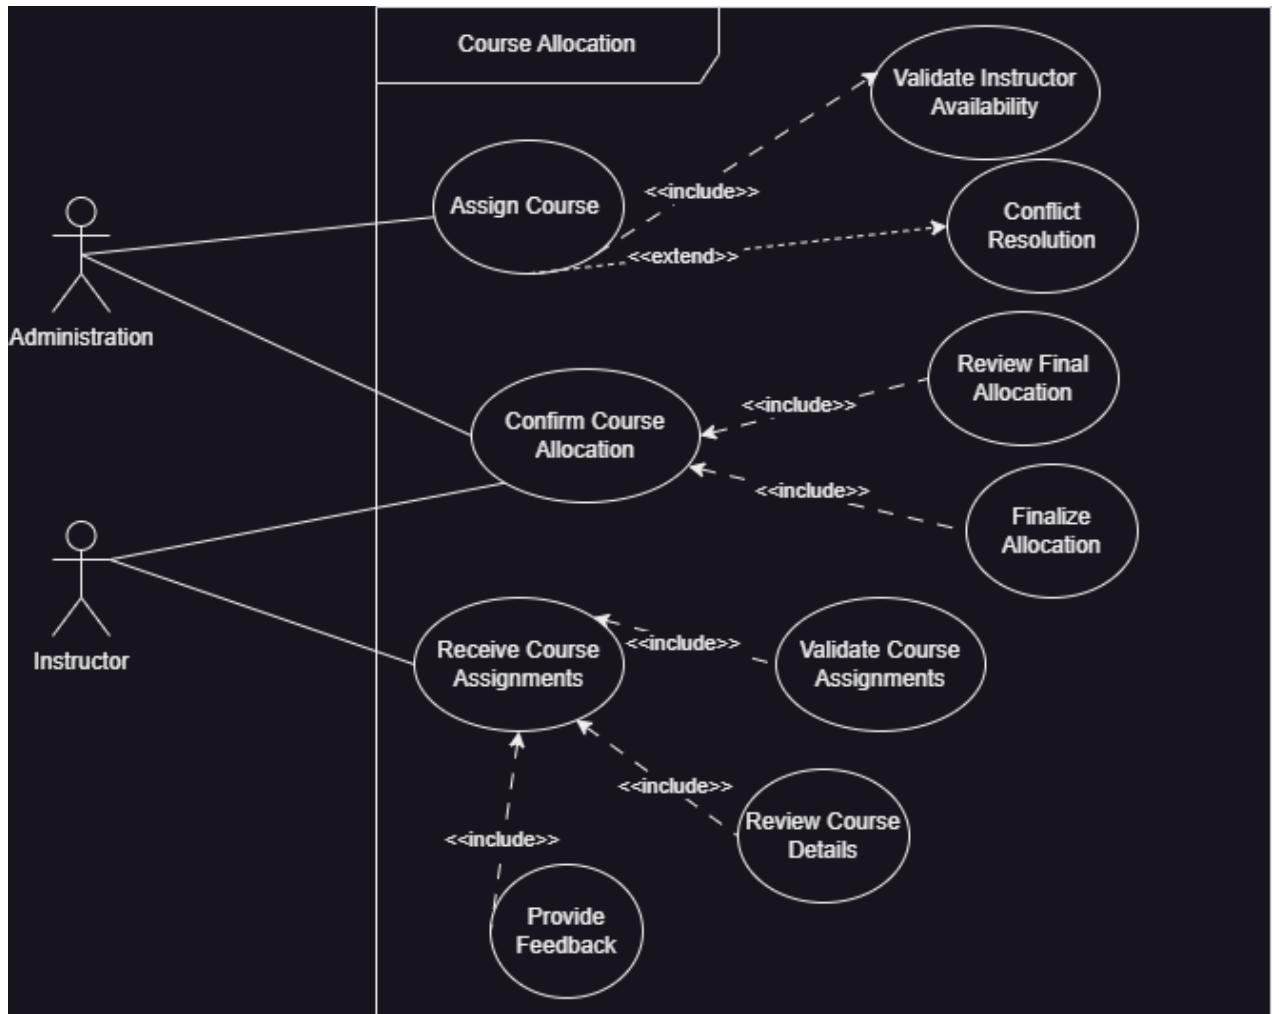 Course Allocation
Validate Instructor
Availability
Assign Course
<<include>>
Conflict
Resolution
<<extend>>
Administration
Review Final
Allocation
<<include>>
Confirm Course
Allocation
<<include>>
Finalize
Allocation
Instructor
Receive Course
Assignments
<<include>>
Validate Course
Assignments
<<include>>
Review Course
Details
<<include>>
Provide
Feedback